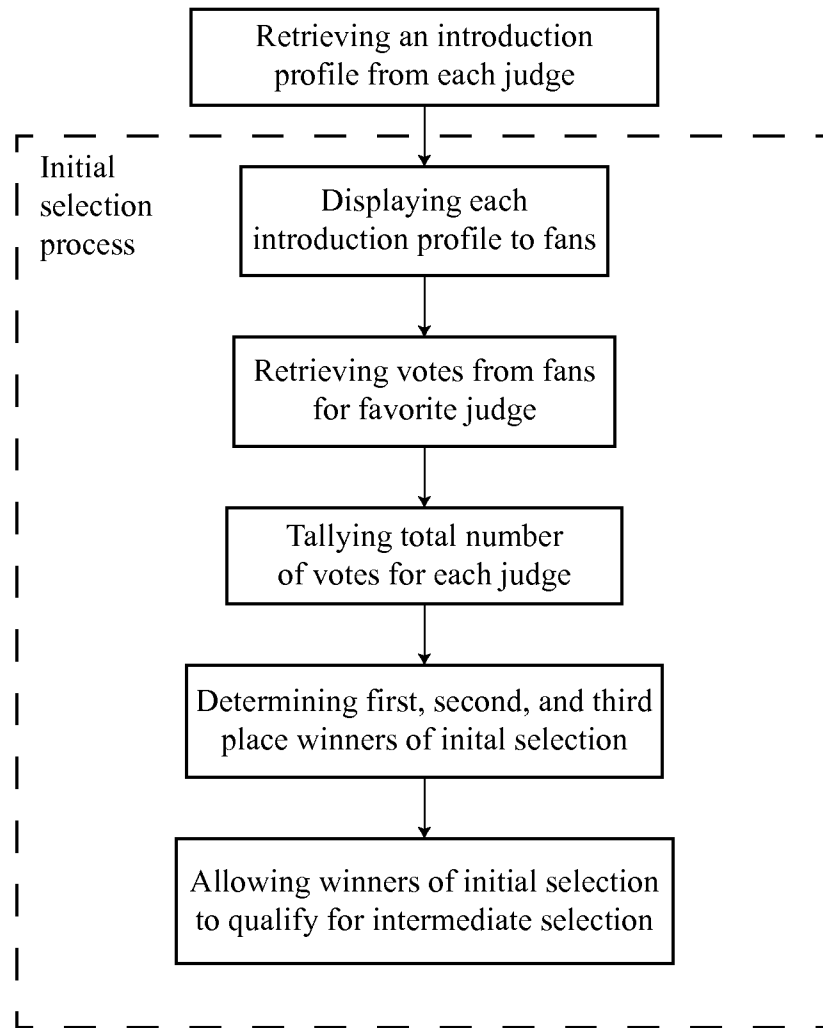 Retrieving an introduction
profile from each judge
Initial
selection
process
Displaying each
introduction profile to fans
Retrieving votes from fans
for favorite judge
Tallying total number
of votes for each judge
Determining first, second, and third
place winners of inital selection
Allowing winners of initial selection
to qualify for intermediate selection